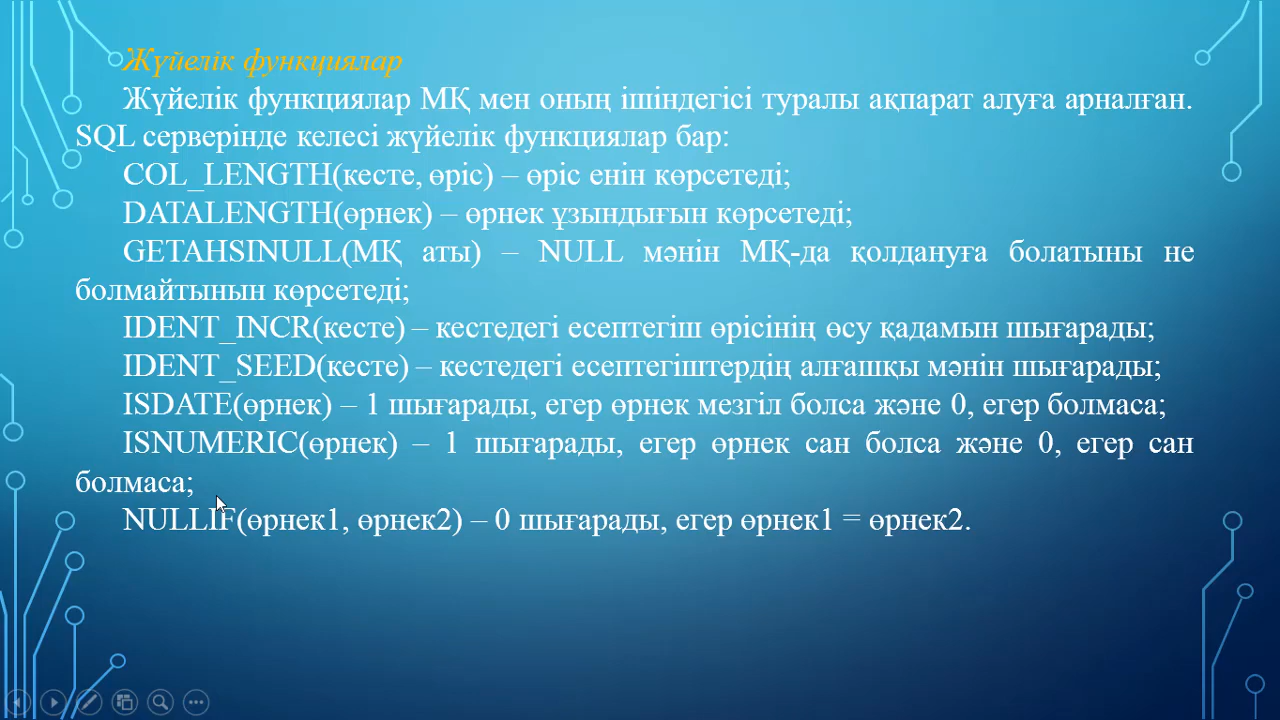 Жүйелік функциялар
Жүйелік функциялар МҚ мен оның ішіндегісі туралы ақпарат алуға арналған.
SQL серверінде келесі жүйелік функциялар бар:
COL_LENGTH(кесте, өріс) – өріс енін көрсетеді;
DATALENGTH(өрнек) – өрнек ұзындығын көрсетеді;
GETAHSINULL(МҚ аты) – NULL мәнін МҚ-да қолдануға болатыны не
болмайтынын көрсетеді;
IDENT_INCR(кесте) – кестедегі есептегіш өрісінің өсу қадамын шығарады;
IDENT_SEED(кесте) – кестедегі есептегіштердің алғашқы мәнін шығарады;
ISDATE(өрнек) – 1 шығарады, егер өрнек мезгіл болса және 0, егер болмаса;
ISNUMERIC(өрнек) – 1 шығарады, егер өрнек сан болса және 0, егер сан
болмаса;
NULLIF(өрнек1, өрнек2) – 0 шығарады, егер өрнек1 = өрнек2.